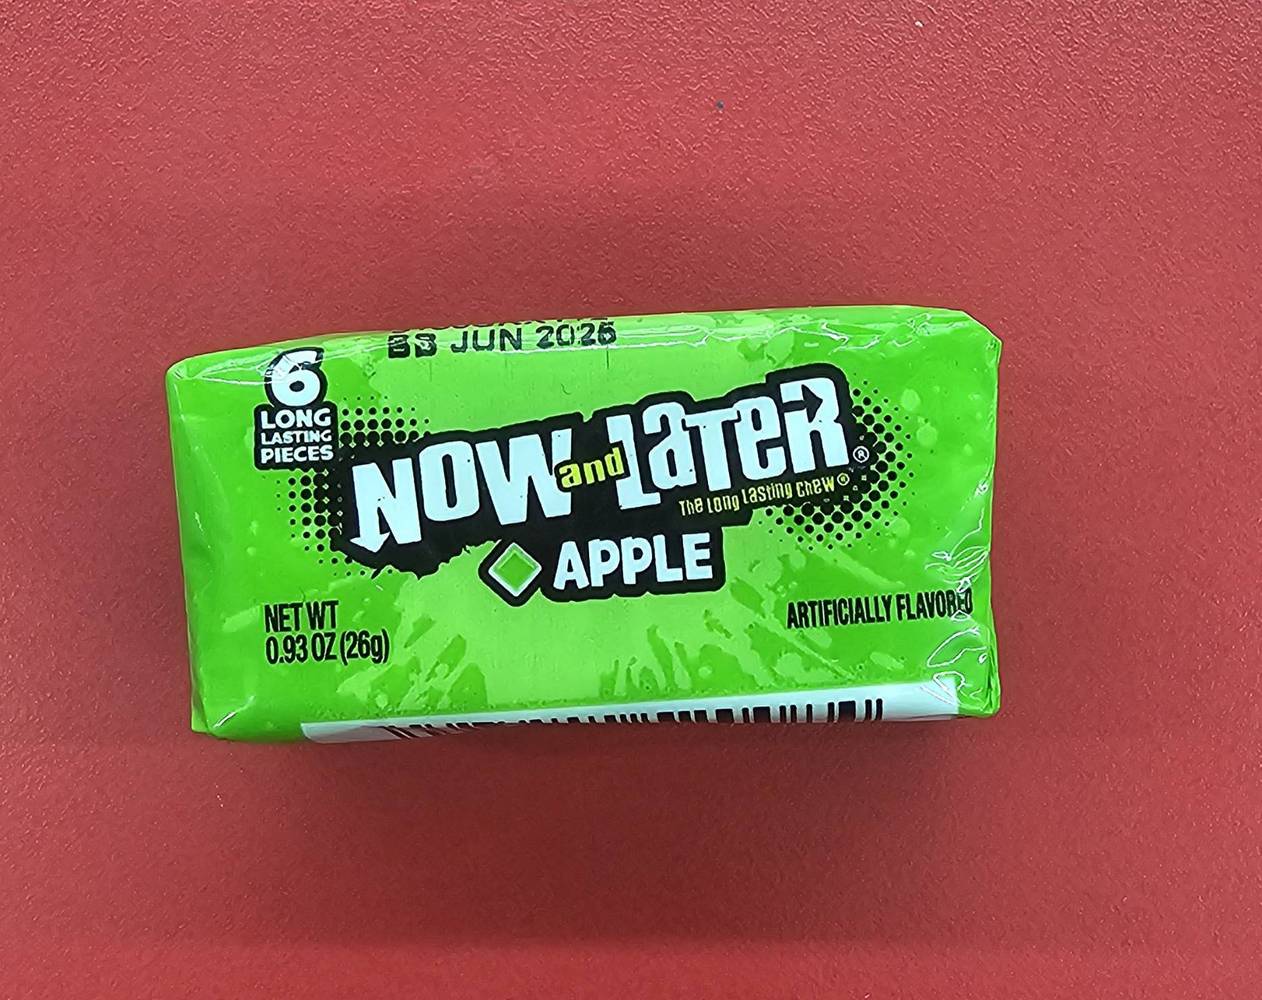 JUN 2026
6
LONG
LASTING
PIECES
NOW and LaTeR®
The Long Lasting Chew®
APPLE
NET WT
0.93 OZ (26g)
ARTIFICIALLY FLAVORED